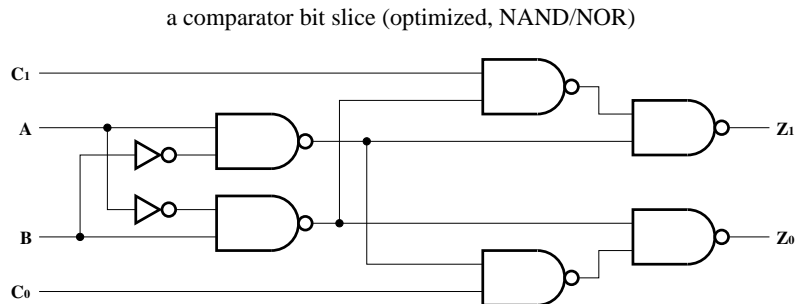 a comparator bit slice (optimized, NAND/NOR)
C1
A
Z1
B
Z0
C0